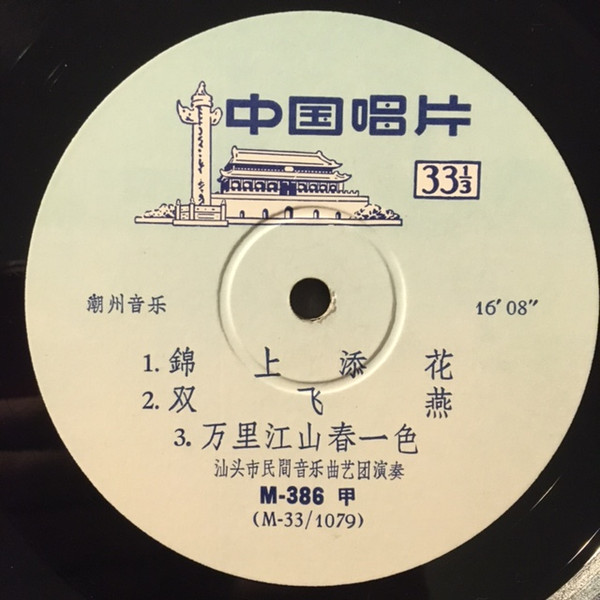 中国唱片
33⅓
潮州音乐
16′08″
1. 錦上添花
2. 双飞燕
3. 万里江山春一色
汕头市民間音乐曲艺团演奏
M-386 甲
(M-33/1079)